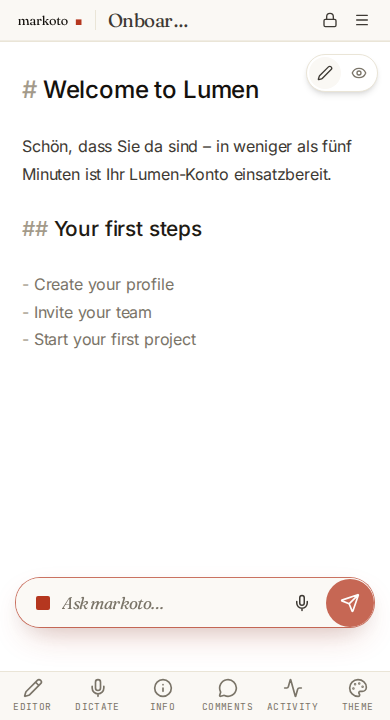 markoto
Onboar...
# Welcome to Lumen
Schön, dass Sie da sind – in weniger als fünf
Minuten ist Ihr Lumen-Konto einsatzbereit.
## Your first steps
- Create your profile
- Invite your team
- Start your first project
Ask markoto...
EDITOR DICTATE INFO COMMENTS ACTIVITY THEME